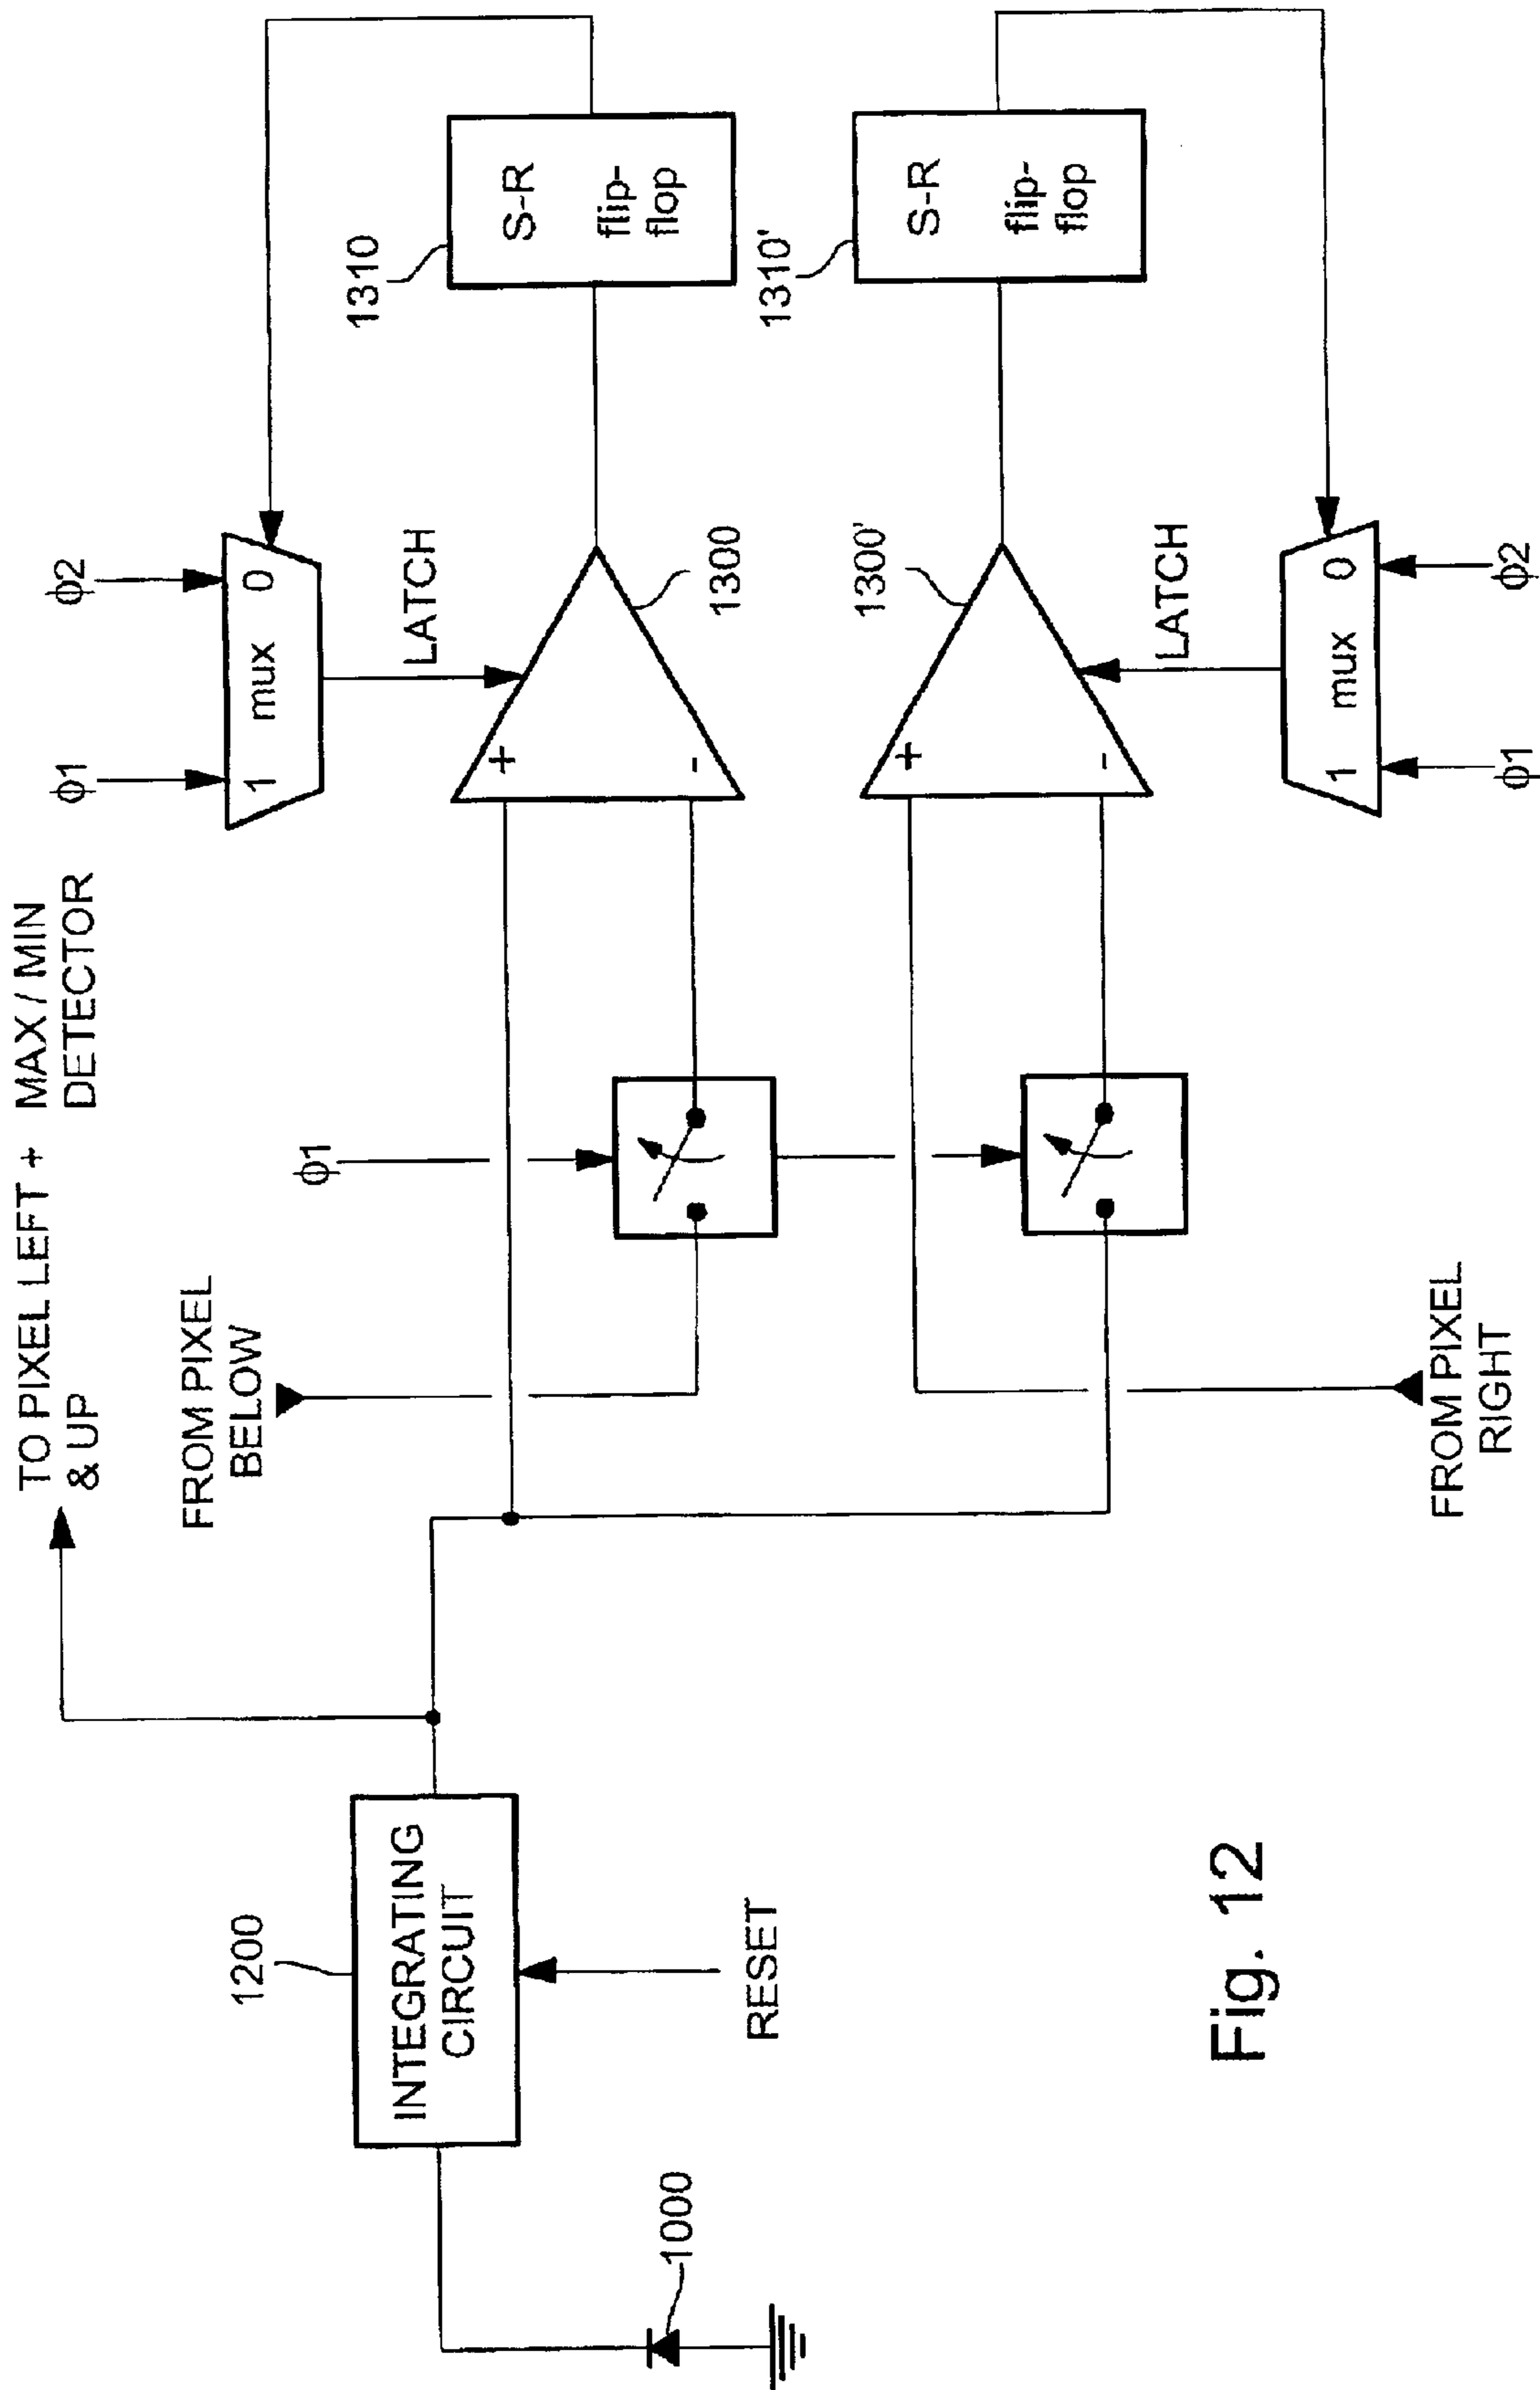 TO PIXEL LEFT + MAX / MIN
& UP DETECTOR
FROM PIXEL
BELOW
ϕ1
ϕ1
ϕ2
1 mux 0
LATCH
1310
S-R
flip-
flop
+
-
1300
1200
INTEGRATING
CIRCUIT
RESET
1000
1310'
S-R
flip-
flop
1300'
+
-
LATCH
1 mux 0
ϕ1
ϕ2
FROM PIXEL
RIGHT
Fig. 12